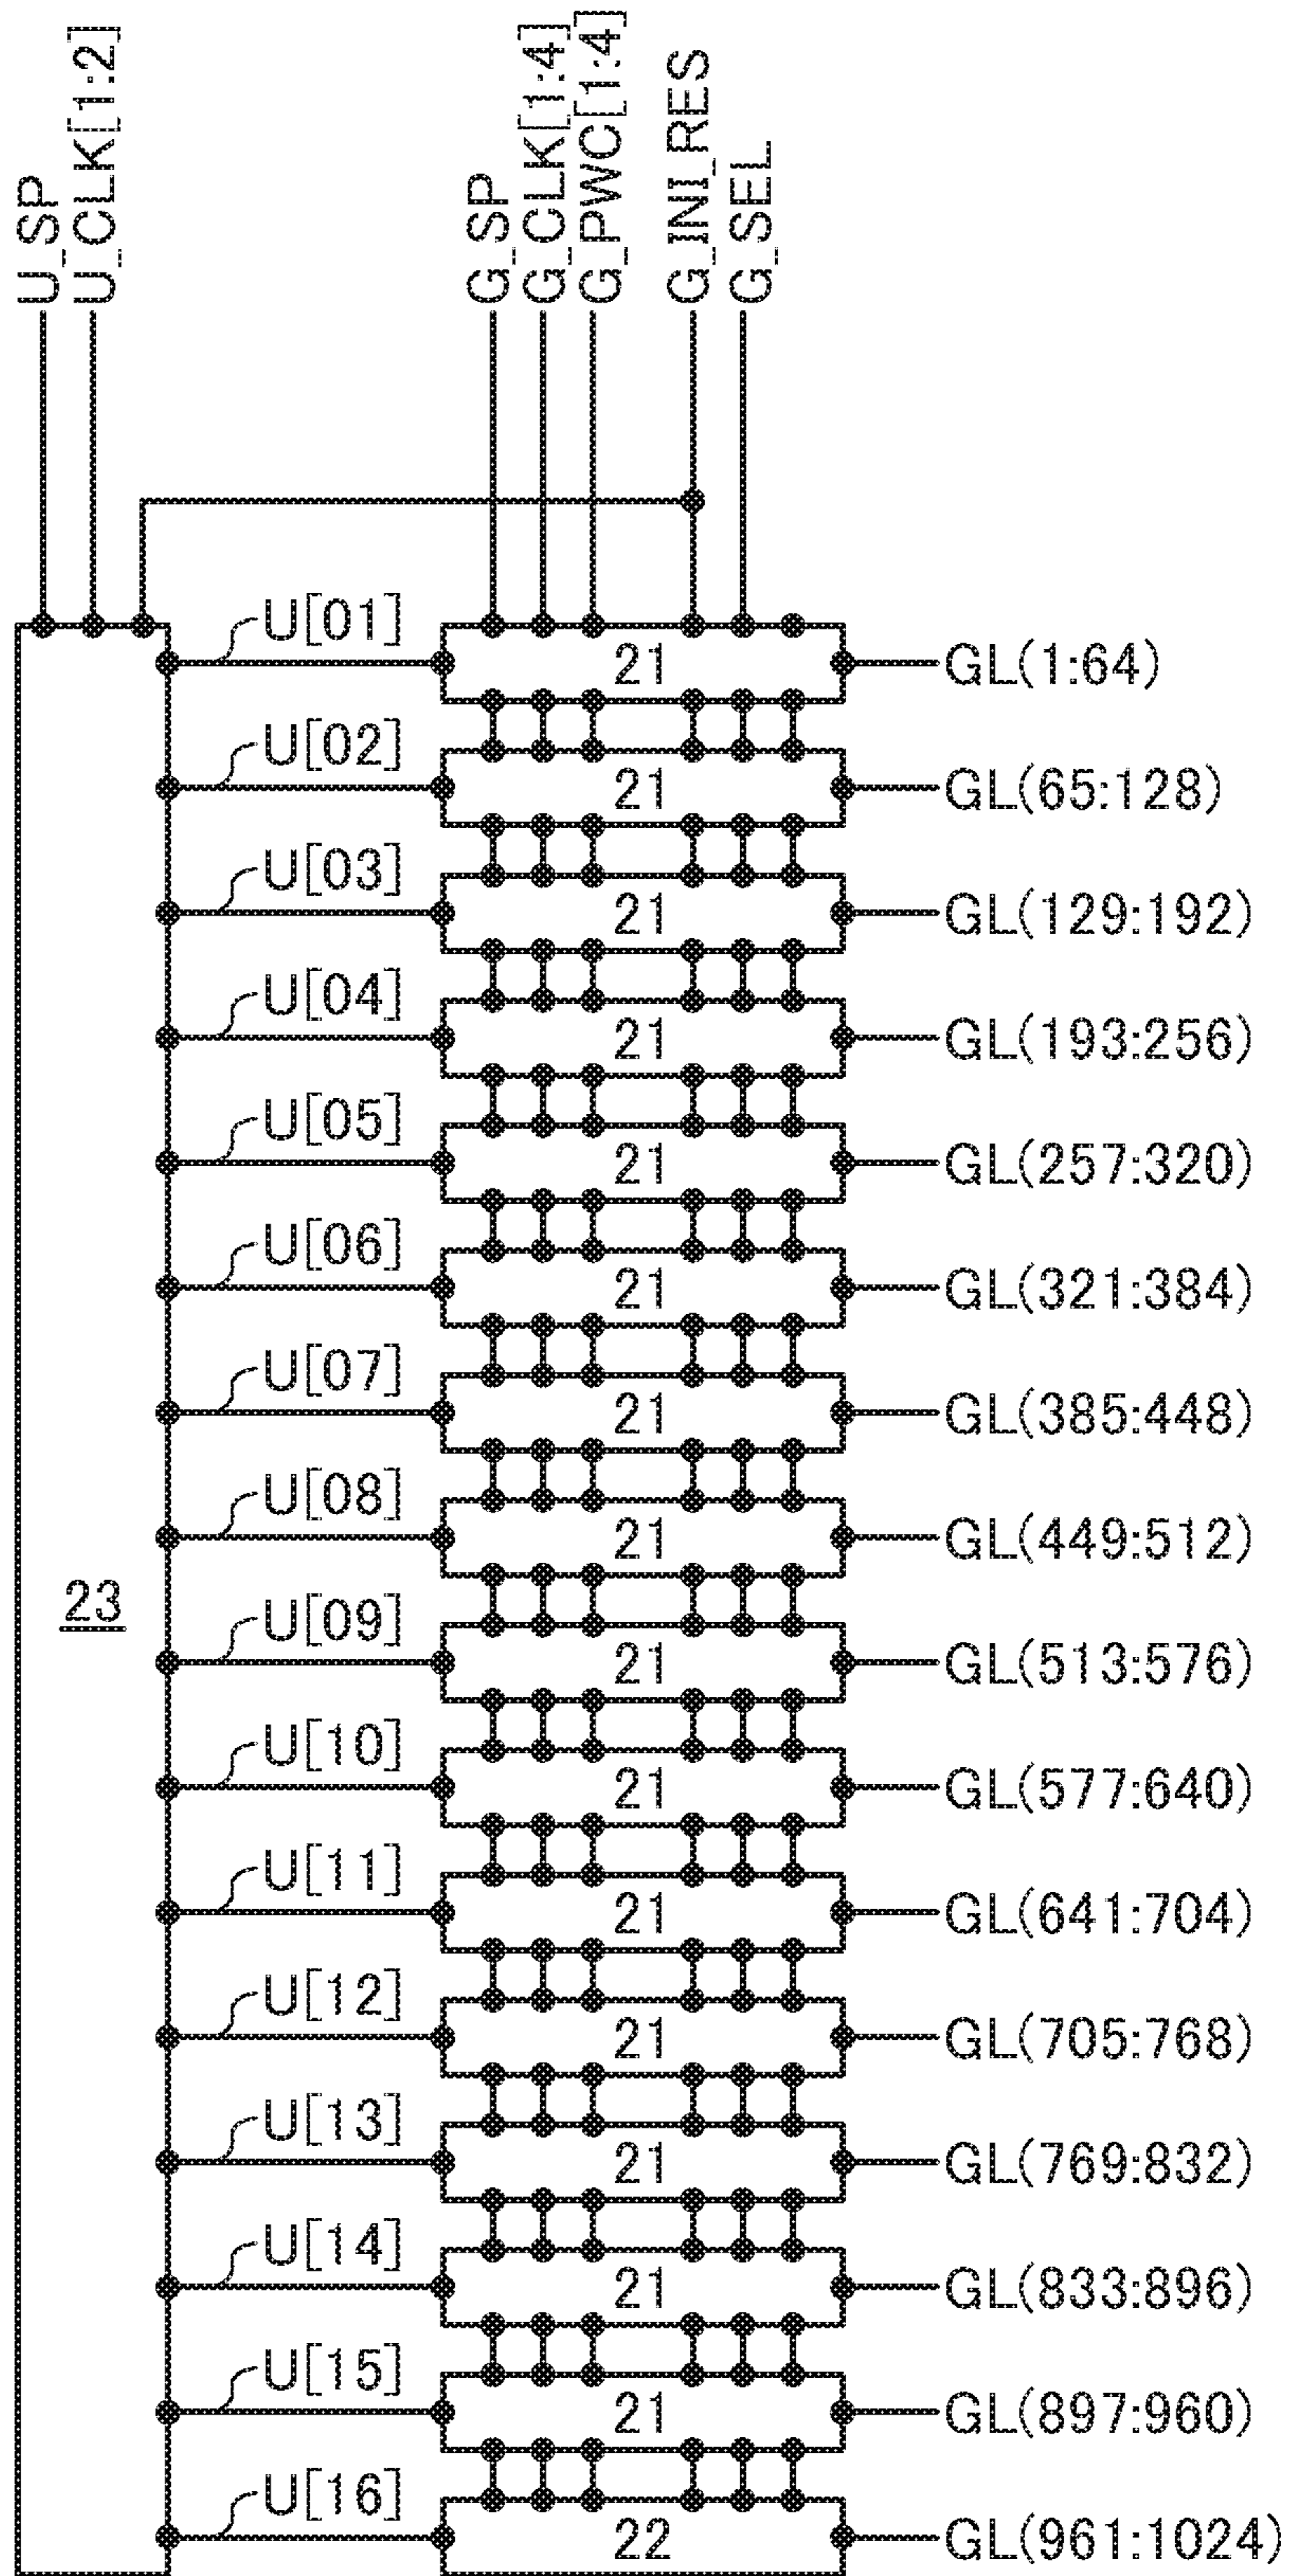 U_SP
U_CLK[1:2]
G_SP
G_CLK[1:4]
G_PWC[1:4]
G_INI_RES
G_SEL
U[01]
21
GL(1:64)
U[02]
21
GL(65:128)
U[03]
21
GL(129:192)
U[04]
21
GL(193:256)
U[05]
21
GL(257:320)
U[06]
21
GL(321:384)
U[07]
21
GL(385:448)
U[08]
21
GL(449:512)
23
U[09]
21
GL(513:576)
U[10]
21
GL(577:640)
U[11]
21
GL(641:704)
U[12]
21
GL(705:768)
U[13]
21
GL(769:832)
U[14]
21
GL(833:896)
U[15]
21
GL(897:960)
U[16]
22
GL(961:1024)